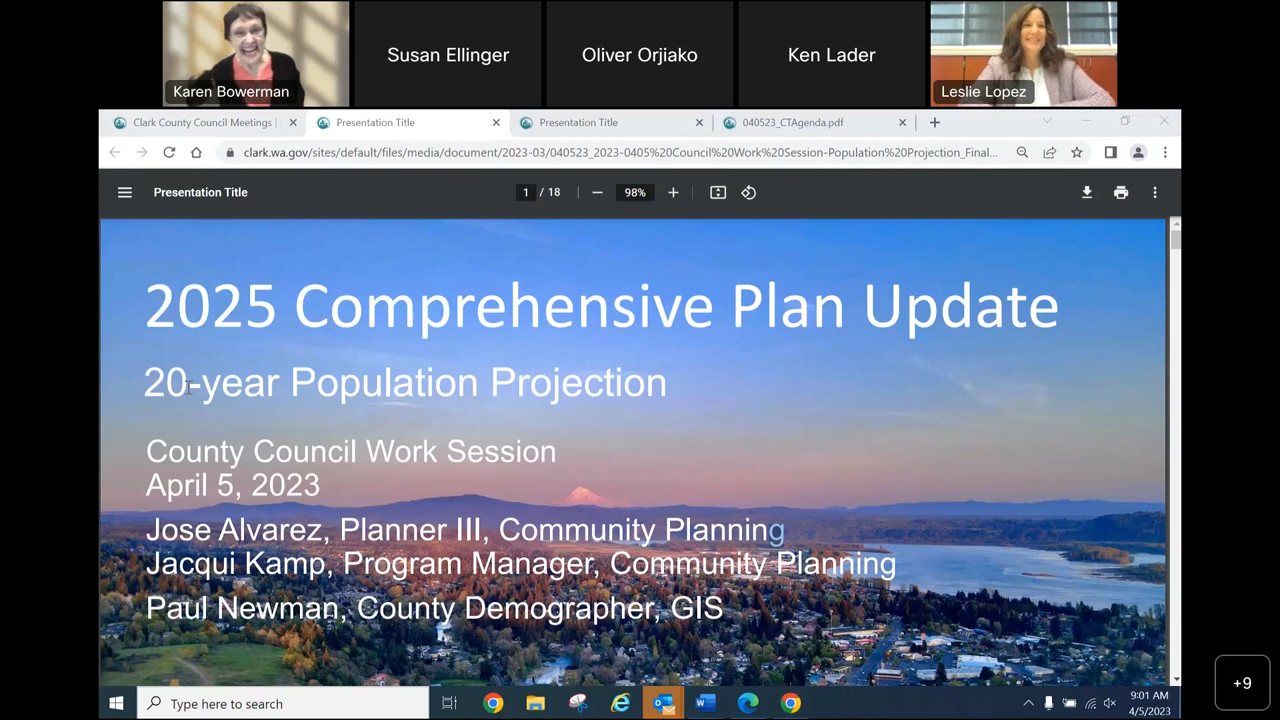 Susan Ellinger
Oliver Orjiako
Ken Lader
Karen Bowerman
Leslie Lopez
Clark County Council Meetings |
Presentation Title
Presentation Title
040523_CTAgenda.pdf
clark.wa.gov/sites/default/files/media/document/2023-03/040523_2023-0405%20Council%20Work%20Session-Population%20Projection_Final...
Presentation Title
1 / 18
98%
2025 Comprehensive Plan Update
20-year Population Projection
County Council Work Session
April 5, 2023
Jose Alvarez, Planner III, Community Planning
Jacqui Kamp, Program Manager, Community Planning
Paul Newman, County Demographer, GIS
Type here to search
9:01 AM
4/5/2023
+9